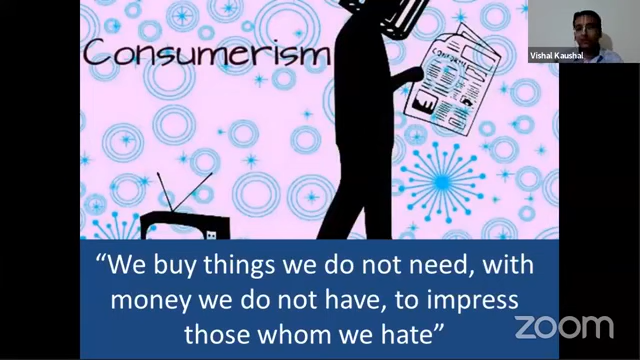 Consumerism
Vishal Kaushal
“We buy things we do not need, with
money we do not have, to impress
those whom we hate”
zoom